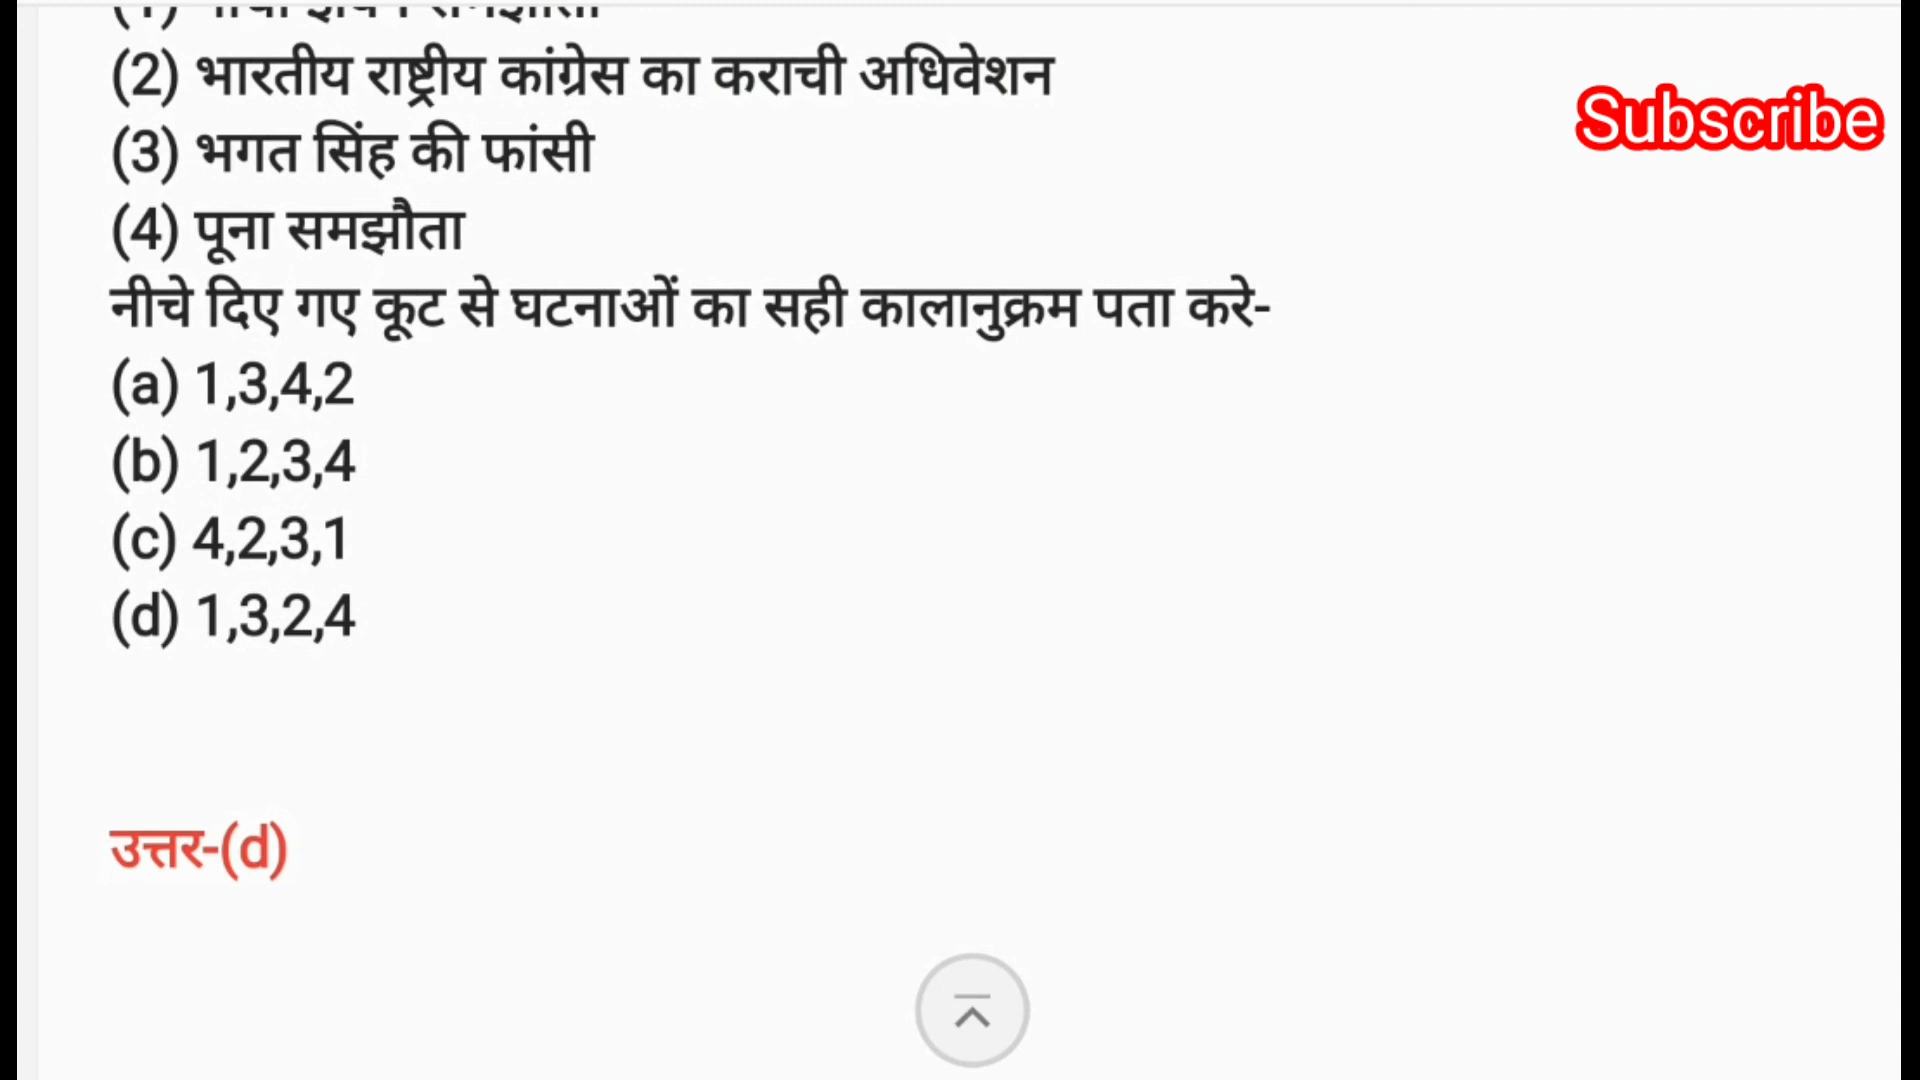 (2) भारतीय राष्ट्रीय कांग्रेस का कराची अधिवेशन
Subscribe
(3) भगत सिंह की फांसी
(4) पूना समझौता
नीचे दिए गए कूट से घटनाओं का सही कालानुक्रम पता करे-
(a) 1,3,4,2
(b) 1,2,3,4
(c) 4,2,3,1
(d) 1,3,2,4
उत्तर-(d)